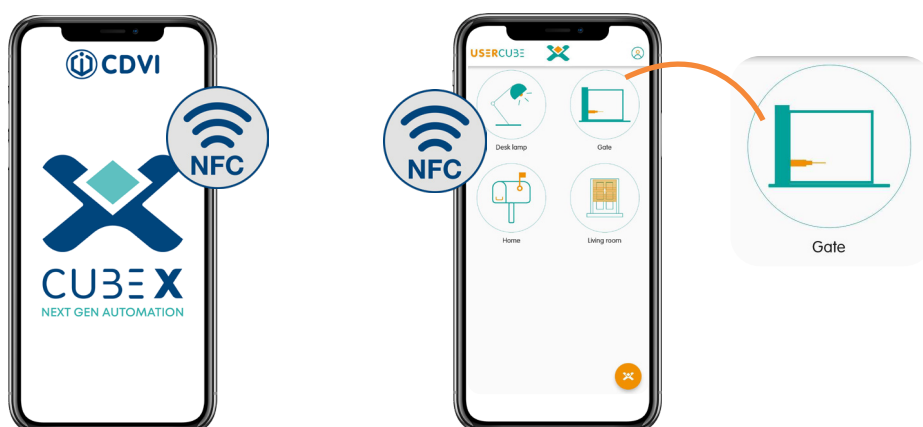 CDVI
NFC
CUBE X
NEXT GEN AUTOMATION
NFC
USERCUBE
Desk lamp
Gate
Home
Living room
Gate